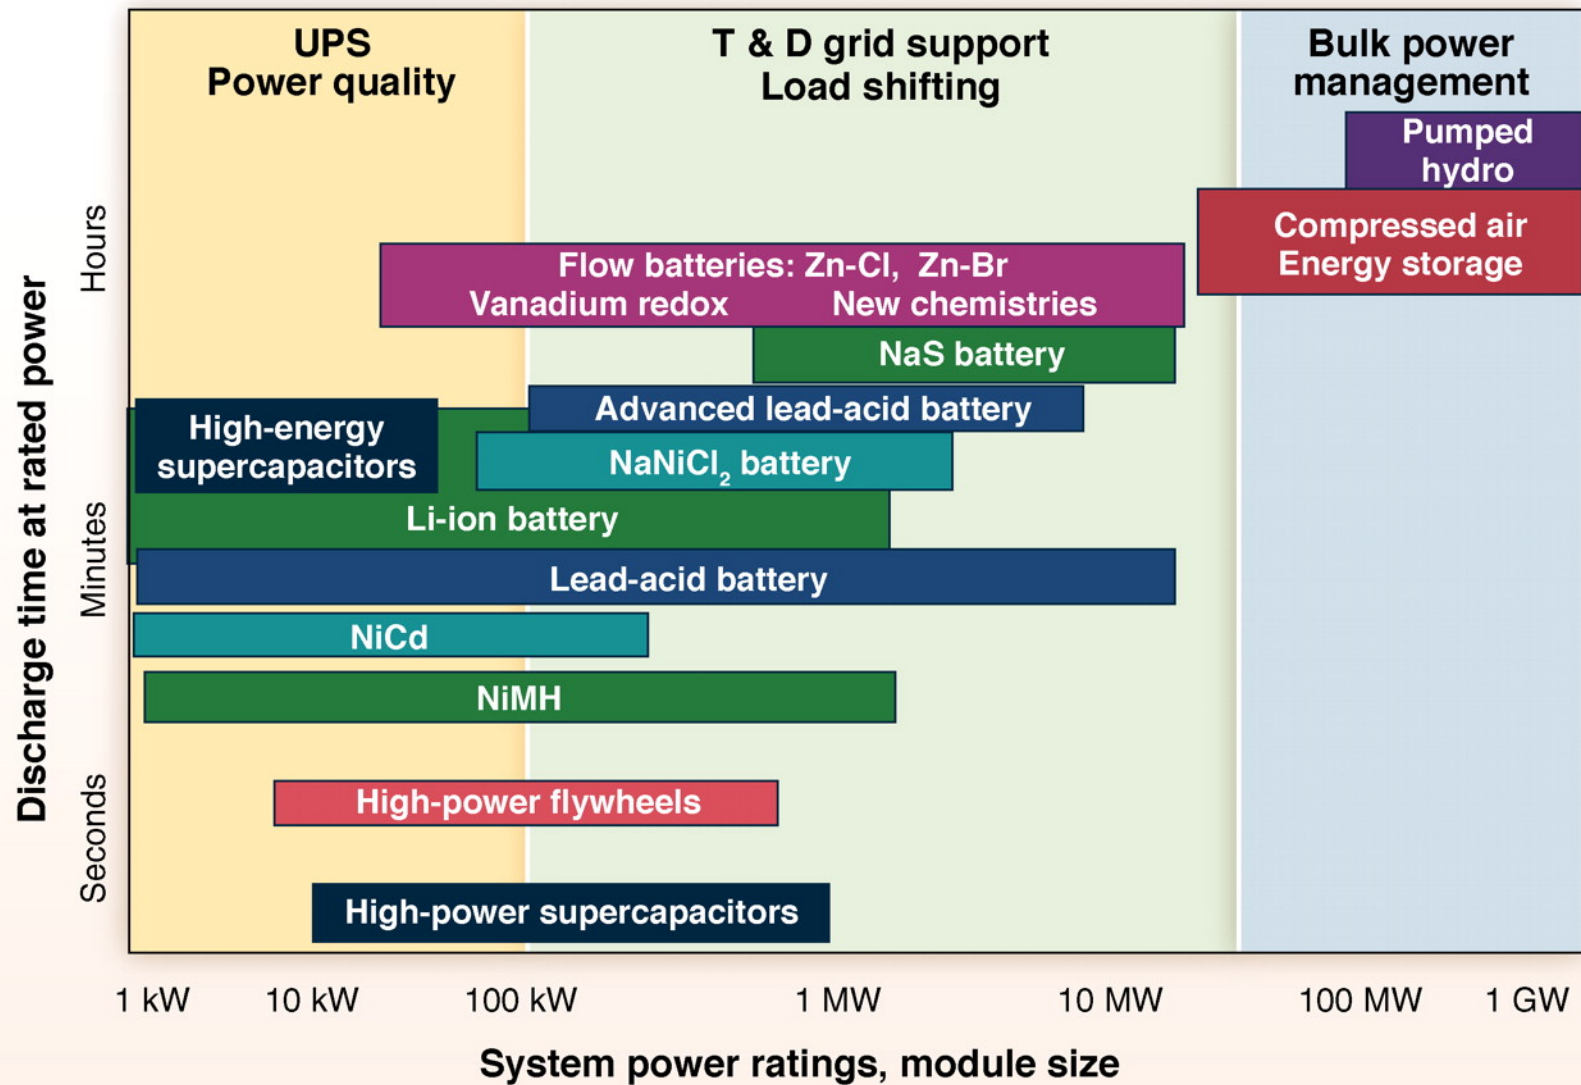 UPS
Power quality
T & D grid support
Load shifting
Bulk power
management
Pumped
hydro
Compressed air
Energy storage
Flow batteries: Zn-Cl, Zn-Br
Vanadium redox New chemistries
NaS battery
Advanced lead-acid battery
High-energy
supercapacitors
NaNiCl₂ battery
Li-ion battery
Lead-acid battery
NiCd
NiMH
High-power flywheels
High-power supercapacitors
Discharge time at rated power
Hours
Minutes
Seconds
1 kW 10 kW 100 kW 1 MW 10 MW 100 MW 1 GW
System power ratings, module size